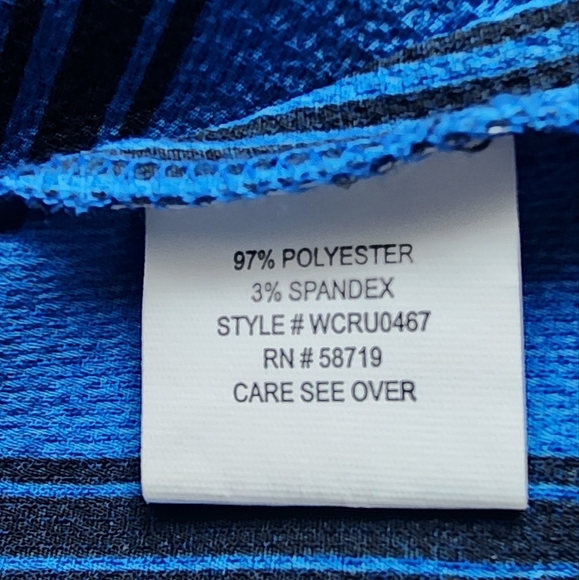 97% POLYESTER
3% SPANDEX
STYLE # WCRU0467
RN # 58719
CARE SEE OVER